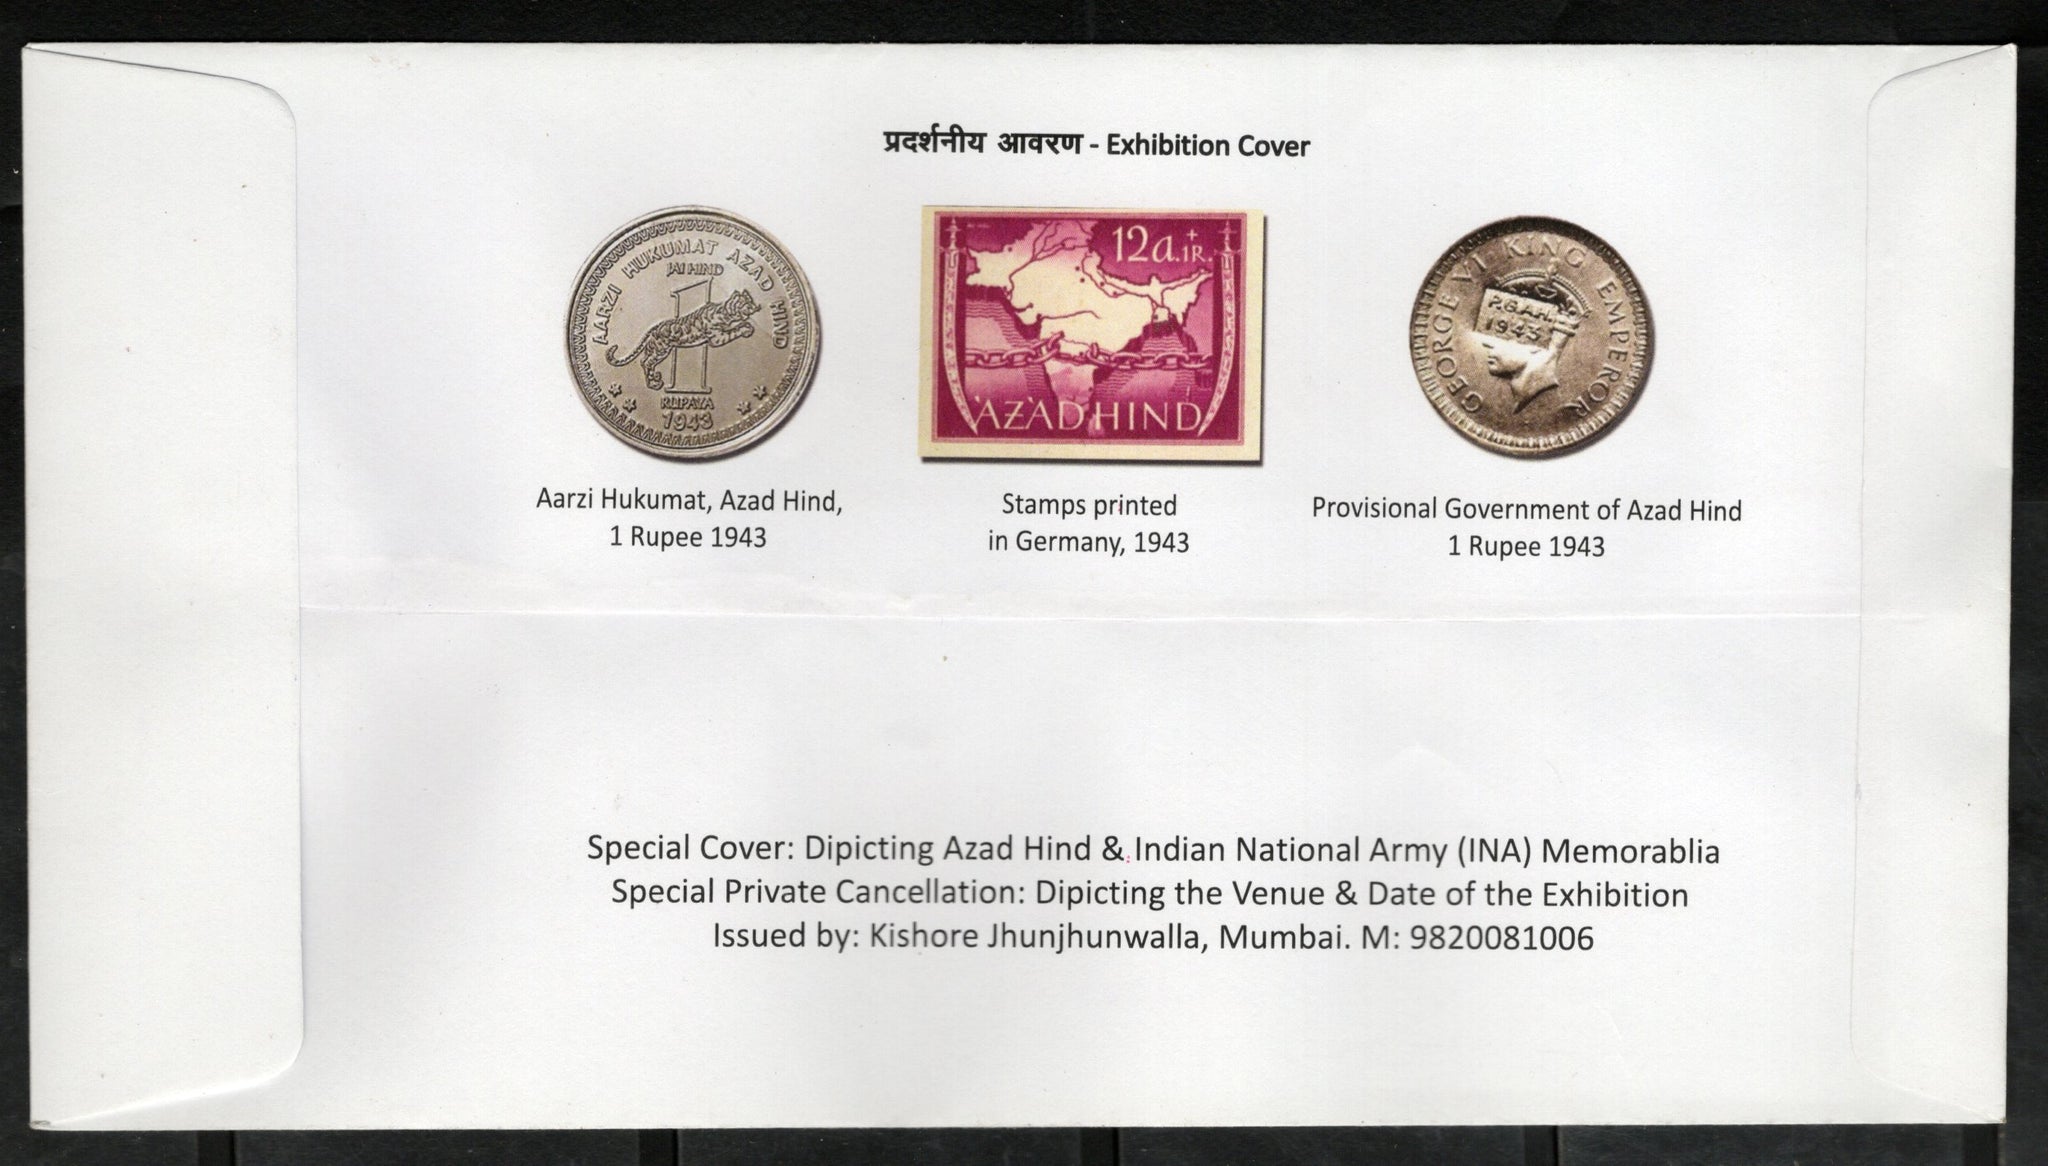 प्रदर्शनीय आवरण - Exhibition Cover
AARZII HUKUMAT AZAD HIND
JAI HIND
1
RUPAYA
1943
12a.+1R.
AZAD HIND
GEORGE VI KING EMPEROR
P.G.A.H.
1943
Aarzi Hukumat, Azad Hind,
1 Rupee 1943
Stamps printed
in Germany, 1943
Provisional Government of Azad Hind
1 Rupee 1943
Special Cover: Dipicting Azad Hind & Indian National Army (INA) Memorablia
Special Private Cancellation: Dipicting the Venue & Date of the Exhibition
Issued by: Kishore Jhunjhunwalla, Mumbai. M: 9820081006